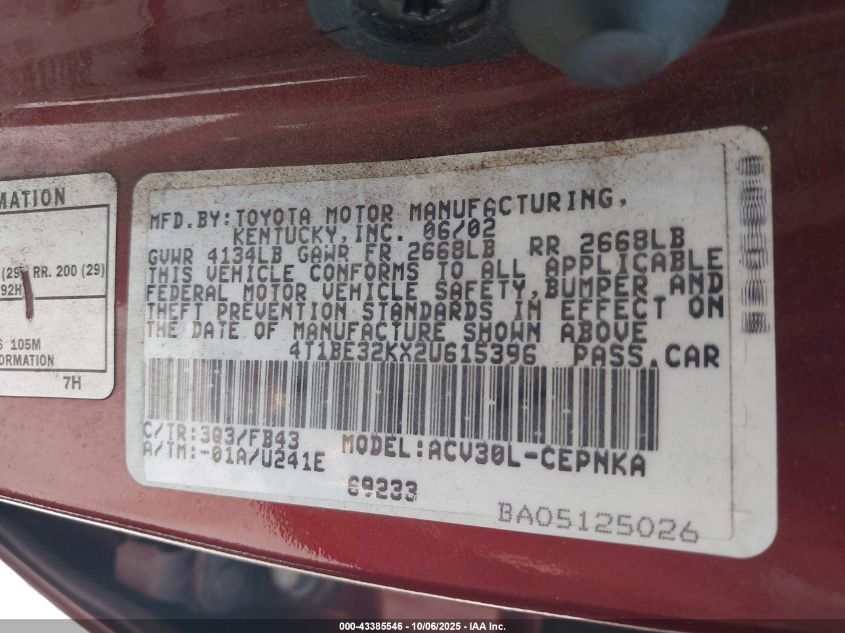 MATION
(29) RR. 200 (29)
92H
105M
FORMATION
7H
MFD.BY:TOYOTA MOTOR MANUFACTURING,
KENTUCKY,INC. 06/02
GVWR 4134LB GAWR FR 2668LB RR 2668LB
THIS VEHICLE CONFORMS TO ALL APPLICABLE
FEDERAL MOTOR VEHICLE SAFETY,BUMPER AND
THEFT PREVENTION STANDARDS IN EFFECT ON
THE DATE OF MANUFACTURE SHOWN ABOVE
4T1BE32KX2U615396 PASS.CAR
C/TR:3Q3/FB43 MODEL:ACV30L-CEPNKA
A/TM:-01A/U241E
69233
BA05125026
000-43385546 - 10/06/2025 - IAA Inc.